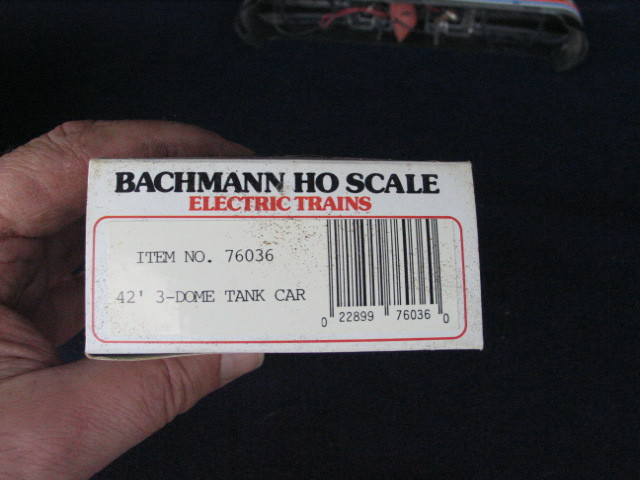 BACHMANN HO SCALE
ELECTRIC TRAINS
ITEM NO. 76036
42' 3-DOME TANK CAR
0 22899 76036 0